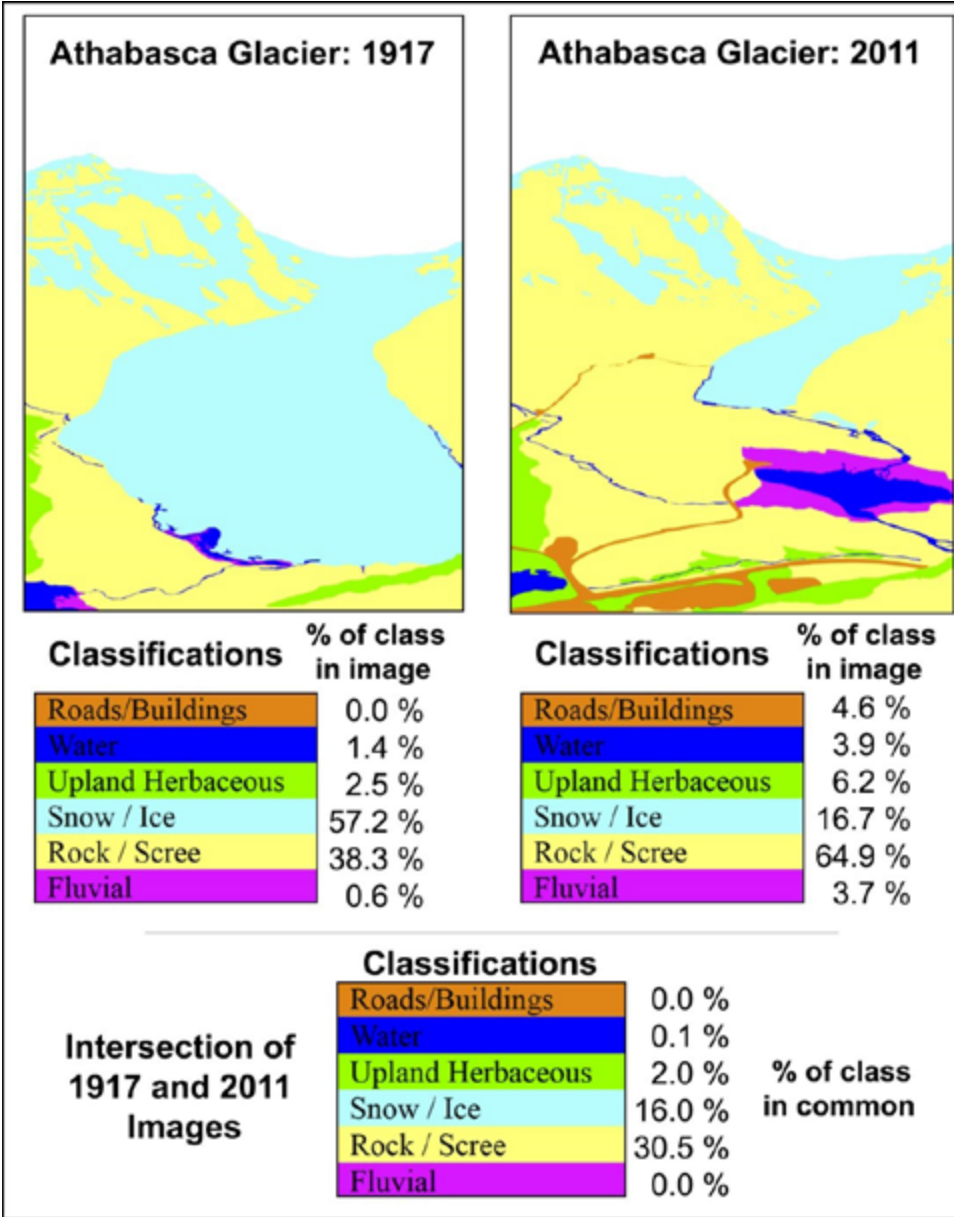 Athabasca Glacier: 1917
Athabasca Glacier: 2011
Classifications
% of class
in image
Roads/Buildings 0.0 %
Water 1.4 %
Upland Herbaceous 2.5 %
Snow / Ice 57.2 %
Rock / Scree 38.3 %
Fluvial 0.6 %
Classifications
% of class
in image
Roads/Buildings 4.6 %
Water 3.9 %
Upland Herbaceous 6.2 %
Snow / Ice 16.7 %
Rock / Scree 64.9 %
Fluvial 3.7 %
Intersection of
1917 and 2011
Images
Classifications
Roads/Buildings 0.0 %
Water 0.1 %
Upland Herbaceous 2.0 %
Snow / Ice 16.0 %
Rock / Scree 30.5 %
Fluvial 0.0 %
% of class
in common